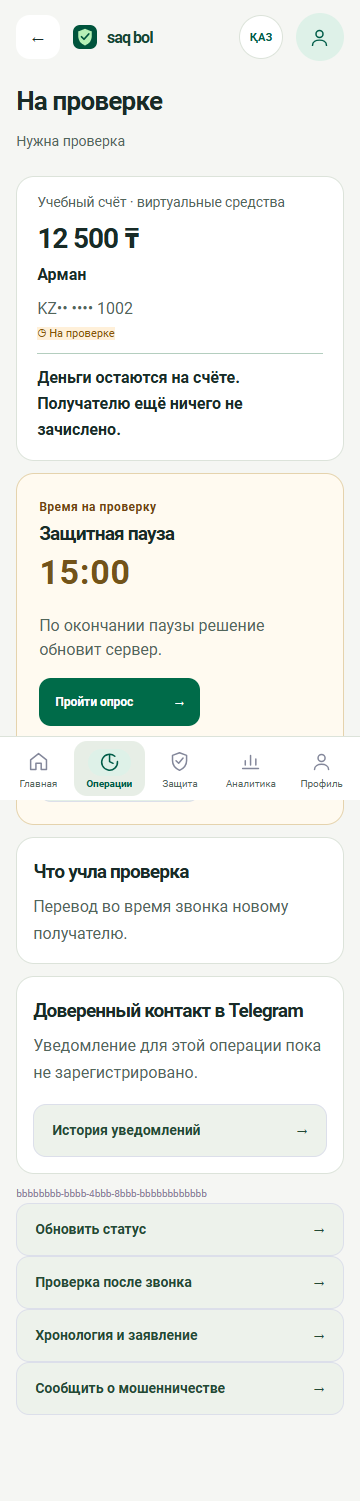 ←
saq bol
ҚАЗ
На проверке
Нужна проверка
Учебный счёт · виртуальные средства
12 500 ₸
Арман
KZ•• •••• 1002
◷ На проверке
Деньги остаются на счёте.
Получателю ещё ничего не
зачислено.
Время на проверку
Защитная пауза
15:00
По окончании паузы решение
обновит сервер.
Пройти опрос →
Главная
Операции
Защита
Аналитика
Профиль
Что учла проверка
Перевод во время звонка новому
получателю.
Доверенный контакт в Telegram
Уведомление для этой операции пока
не зарегистрировано.
История уведомлений →
bbbbbbbb-bbbb-4bbb-8bbb-bbbbbbbbbbbb
Обновить статус →
Проверка после звонка →
Хронология и заявление →
Сообщить о мошенничестве →